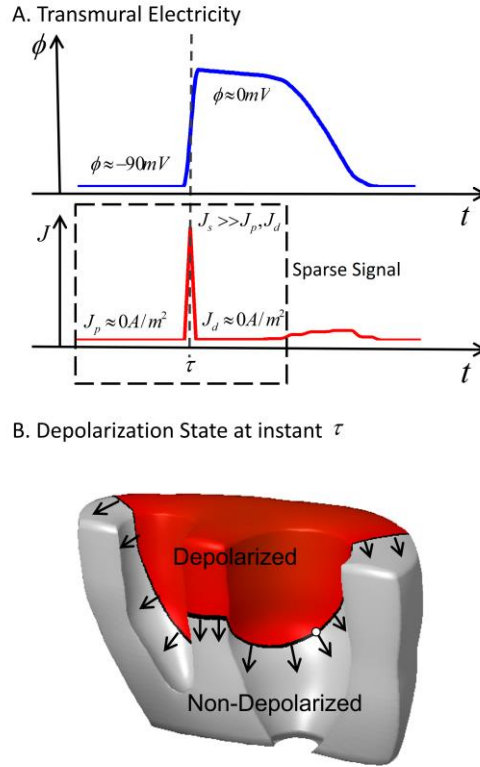 A. Transmural Electricity
ϕ
ϕ≈0mV
ϕ≈−90mV
t
J
J_s >> J_p, J_d
Sparse Signal
J_p≈0A/m²
J_d≈0A/m²
τ
t
B. Depolarization State at instant τ
Depolarized
Non-Depolarized